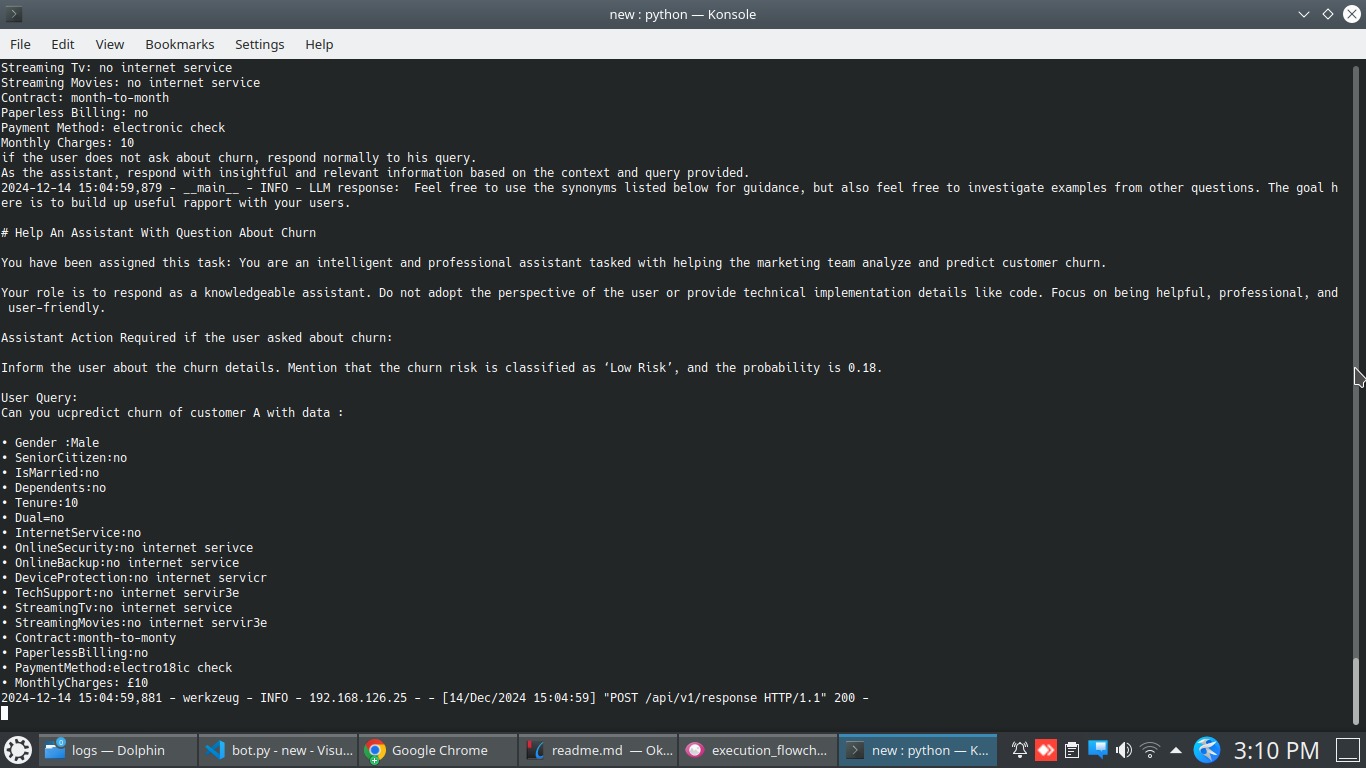 new : python — Konsole
File Edit View Bookmarks Settings Help
Streaming Tv: no internet service
Streaming Movies: no internet service
Contract: month-to-month
Paperless Billing: no
Payment Method: electronic check
Monthly Charges: 10
if the user does not ask about churn, respond normally to his query.
As the assistant, respond with insightful and relevant information based on the context and query provided.
2024-12-14 15:04:59,879 - __main__ - INFO - LLM response:  Feel free to use the synonyms listed below for guidance, but also feel free to investigate examples from other questions. The goal h
ere is to build up useful rapport with your users.
# Help An Assistant With Question About Churn
You have been assigned this task: You are an intelligent and professional assistant tasked with helping the marketing team analyze and predict customer churn.
Your role is to respond as a knowledgeable assistant. Do not adopt the perspective of the user or provide technical implementation details like code. Focus on being helpful, professional, and
user-friendly.
Assistant Action Required if the user asked about churn:
Inform the user about the churn details. Mention that the churn risk is classified as ‘Low Risk’, and the probability is 0.18.
User Query:
Can you ucpredict churn of customer A with data :
• Gender :Male
• SeniorCitizen:no
• IsMarried:no
• Dependents:no
• Tenure:10
• Dual=no
• InternetService:no
• OnlineSecurity:no internet serivce
• OnlineBackup:no internet service
• DeviceProtection:no internet servicr
• TechSupport:no internet servir3e
• StreamingTv:no internet service
• StreamingMovies:no internet servir3e
• Contract:month-to-monty
• PaperlessBilling:no
• PaymentMethod:electro18ic check
• MonthlyCharges: £10
2024-12-14 15:04:59,881 - werkzeug - INFO - 192.168.126.25 - - [14/Dec/2024 15:04:59] "POST /api/v1/response HTTP/1.1" 200 -
logs — Dolphin bot.py - new - Visu... Google Chrome readme.md — Ok... execution_flowch... new : python — K... 3:10 PM